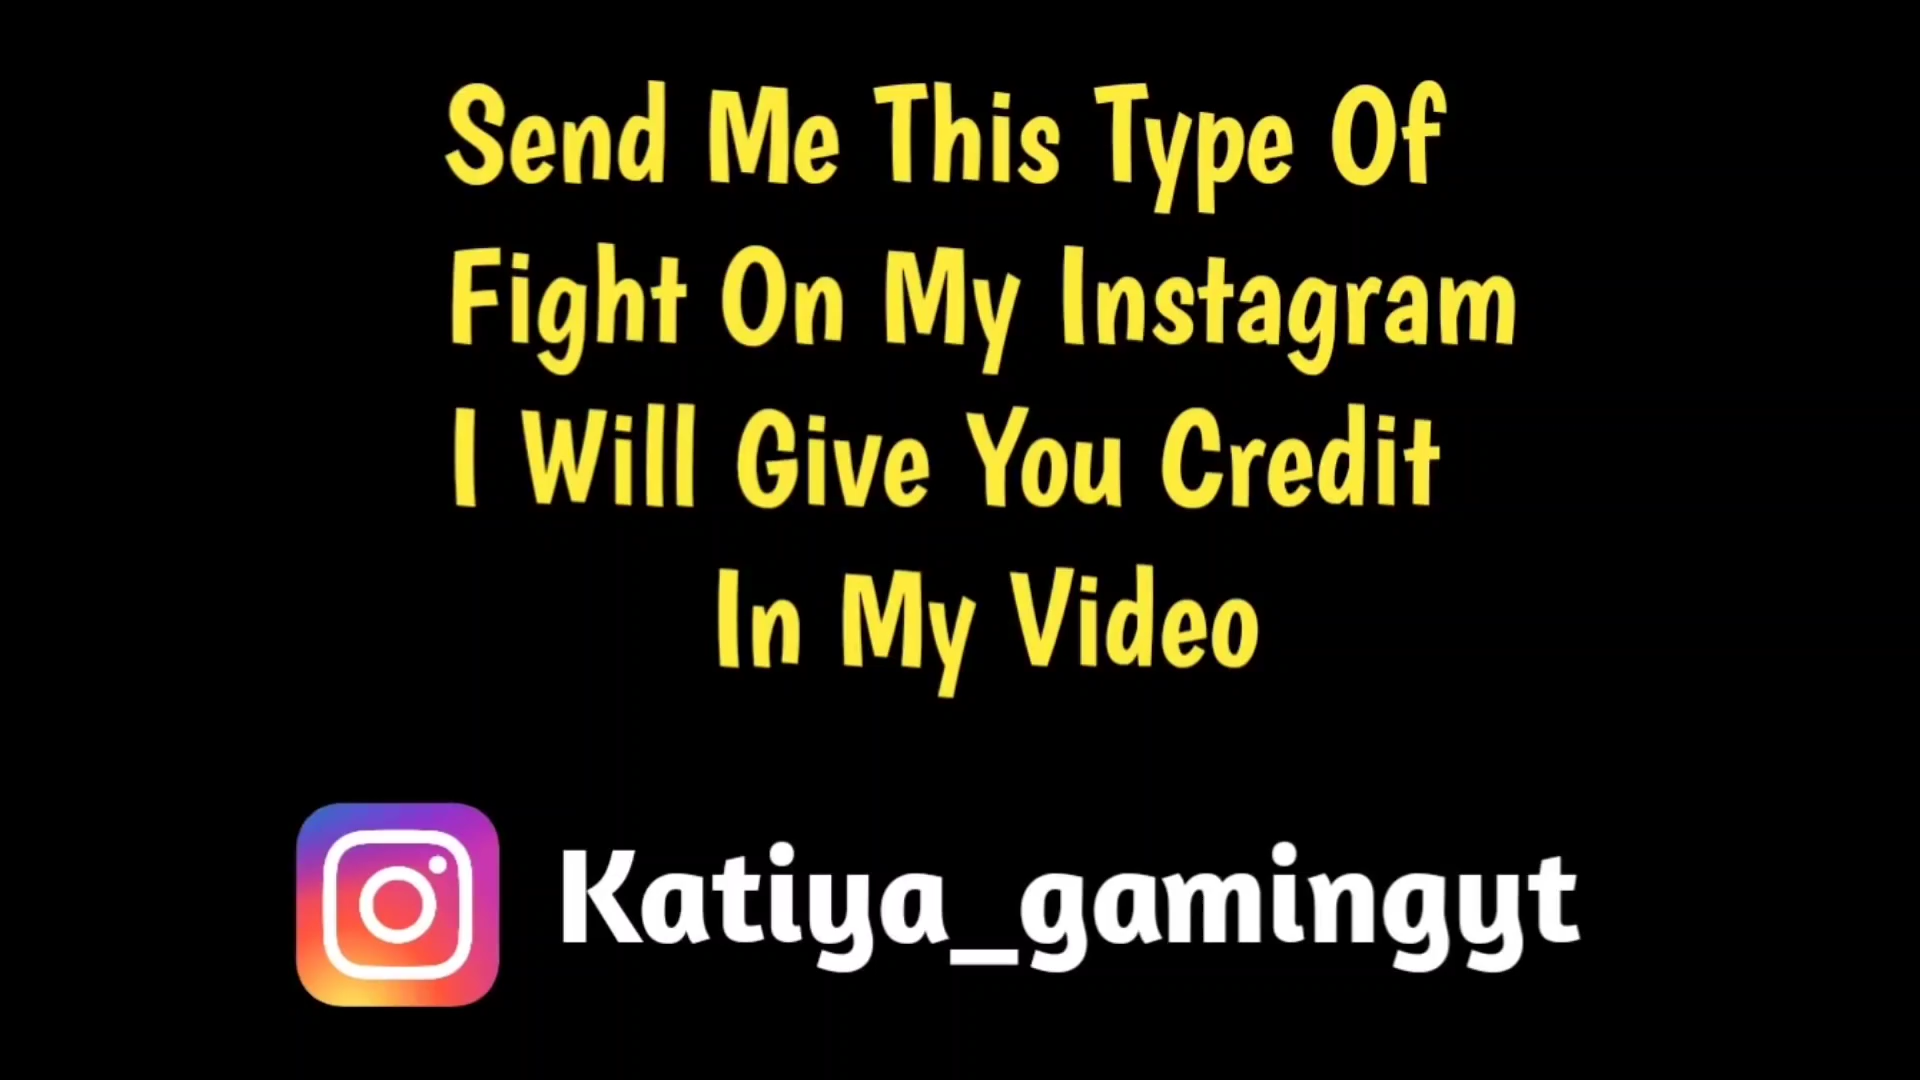 Send Me This Type Of
Fight On My Instagram
I Will Give You Credit
In My Video
Katiya_gamingyt